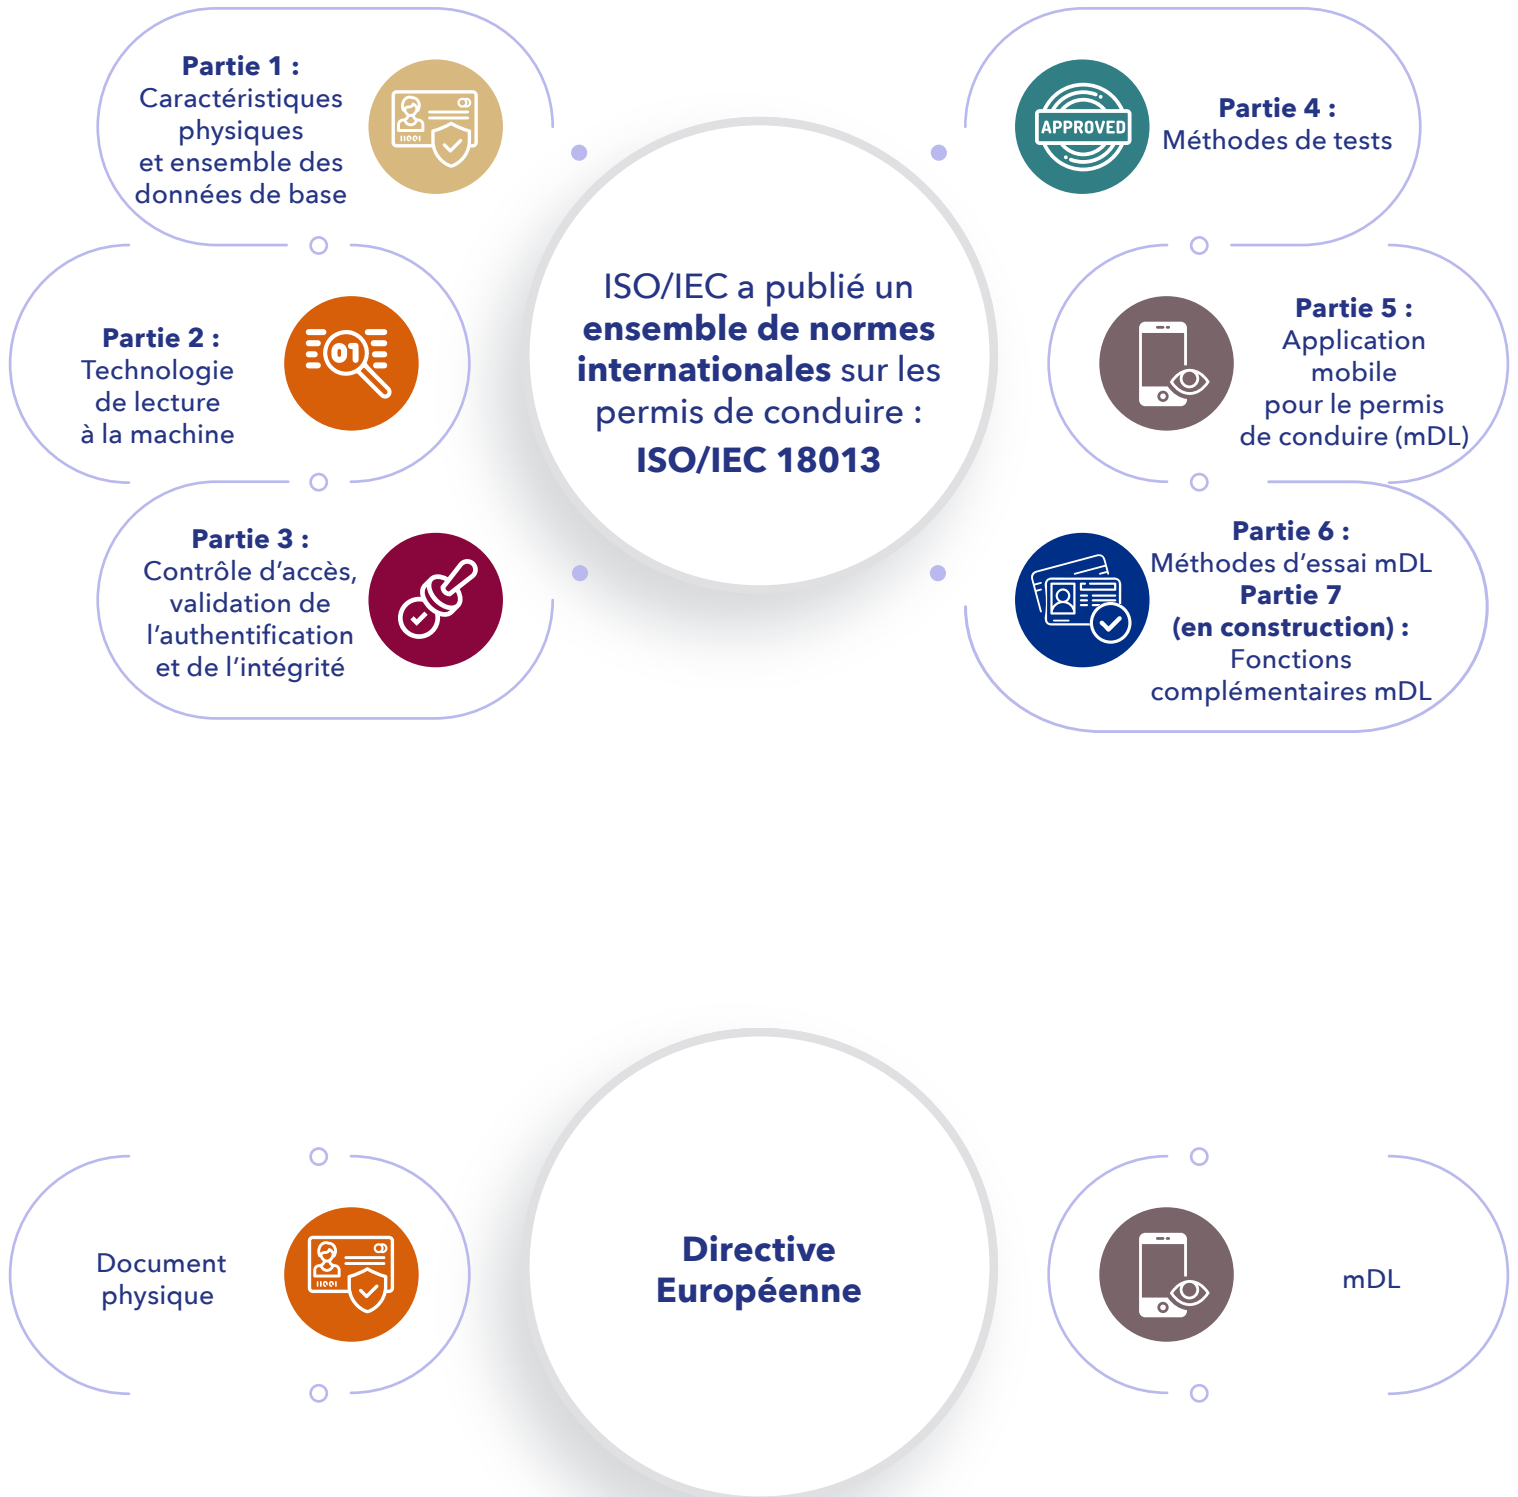 Partie 1 :
Caractéristiques
physiques
et ensemble des
données de base
Partie 2 :
Technologie
de lecture
à la machine
01
Partie 3 :
Contrôle d’accès,
validation de
l’authentification
et de l’intégrité
ISO/IEC a publié un
ensemble de normes
internationales sur les
permis de conduire :
ISO/IEC 18013
APPROVED
Partie 4 :
Méthodes de tests
Partie 5 :
Application
mobile
pour le permis
de conduire (mDL)
Partie 6 :
Méthodes d’essai mDL
Partie 7
(en construction) :
Fonctions
complémentaires mDL
Document
physique
Directive
Européenne
mDL